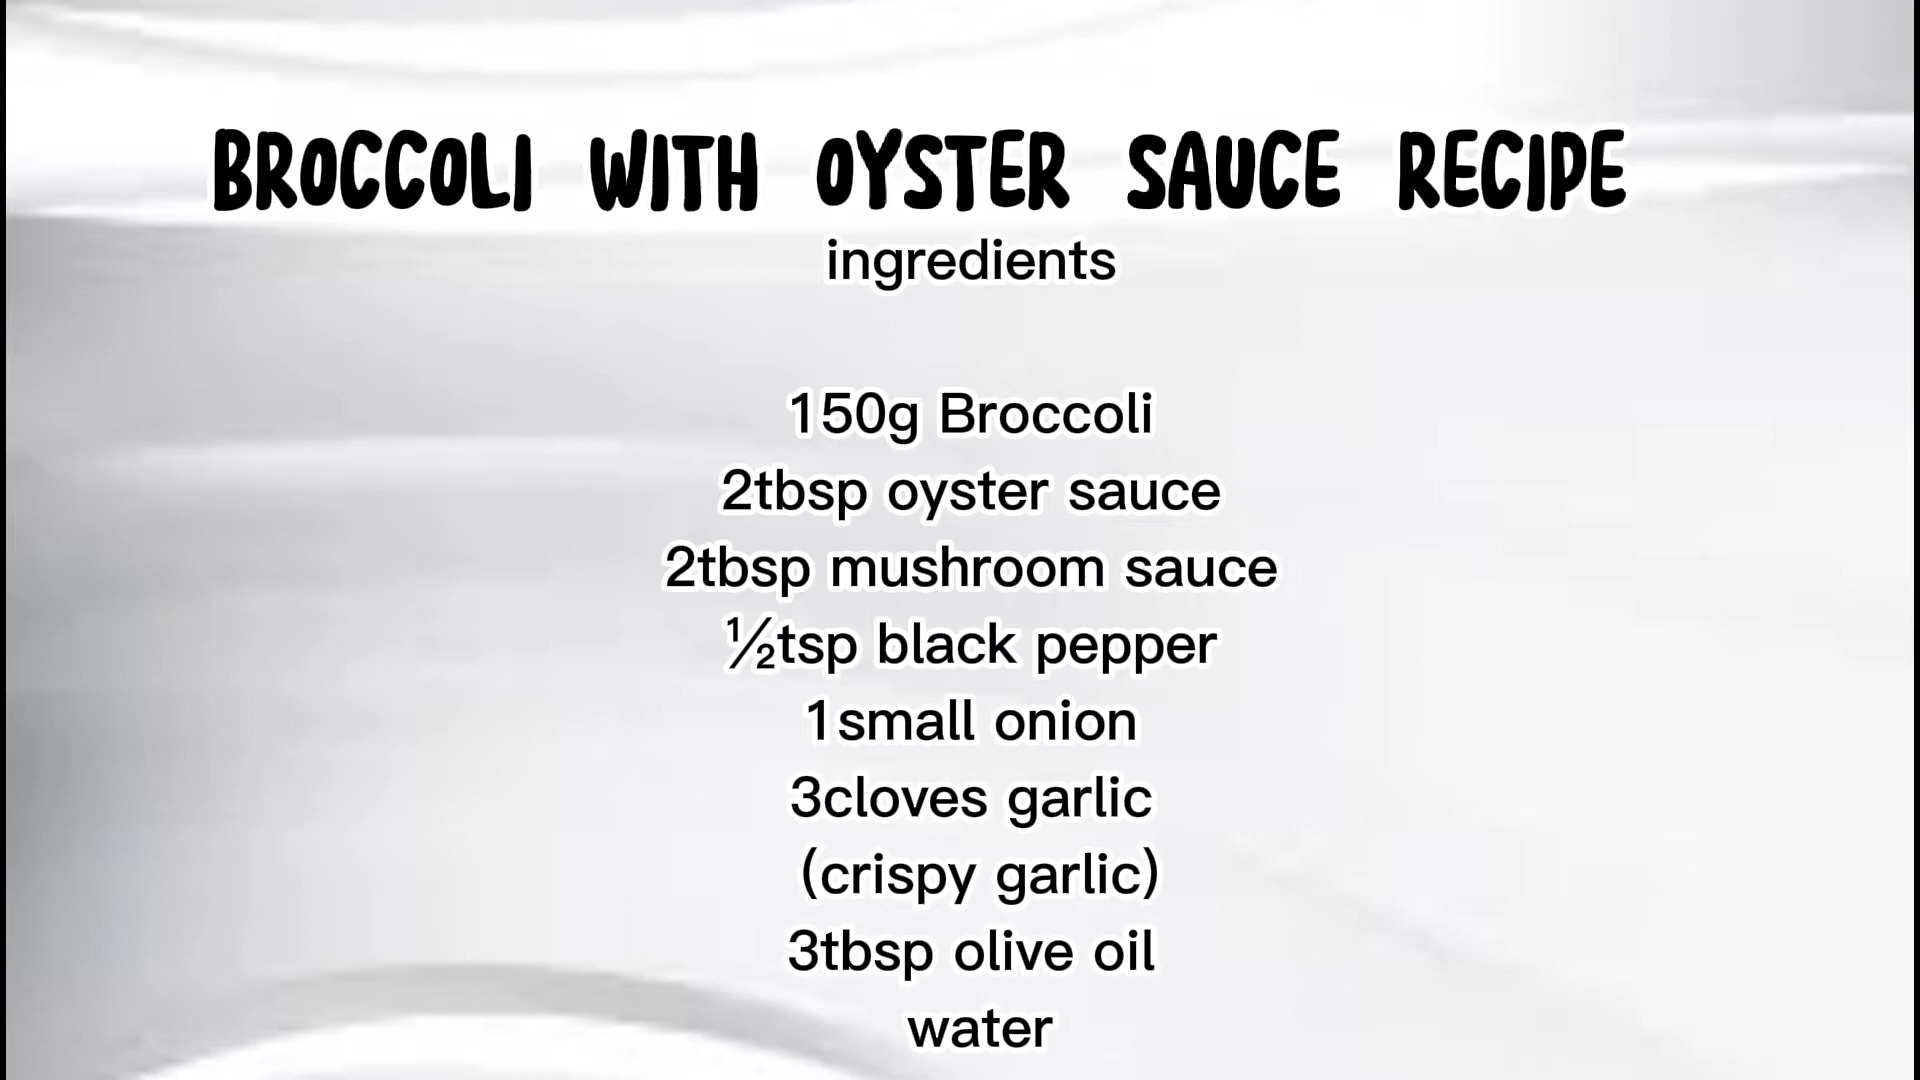 BROCCOLI WITH OYSTER SAUCE RECIPE
ingredients
150g Broccoli
2tbsp oyster sauce
2tbsp mushroom sauce
½tsp black pepper
1small onion
3cloves garlic
(crispy garlic)
3tbsp olive oil
water